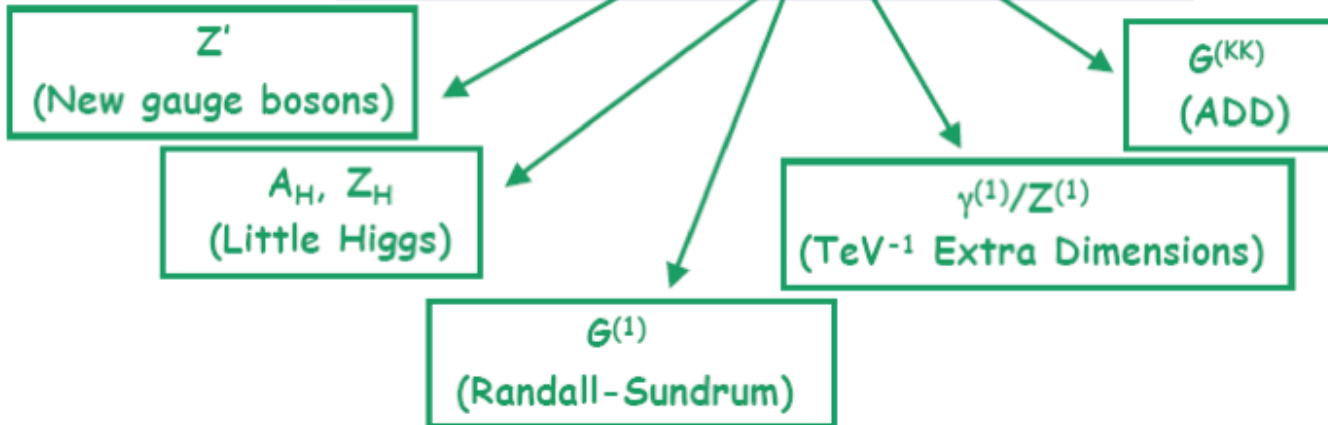 Z′
(New gauge bosons)
A_H, Z_H
(Little Higgs)
G⁽¹⁾
(Randall-Sundrum)
γ⁽¹⁾/Z⁽¹⁾
(TeV⁻¹ Extra Dimensions)
G⁽ᴷᴷ⁾
(ADD)